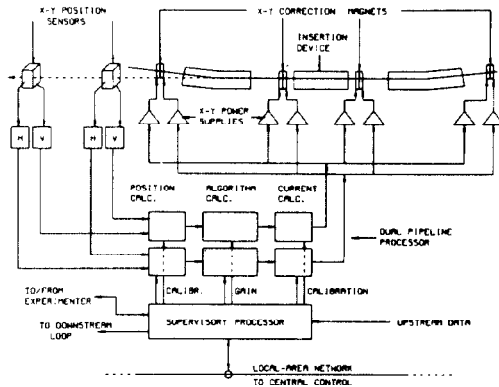 X-Y POSITION
SENSORS
X-Y CORRECTION MAGNETS
INSERTION
DEVICE
X-Y POWER
SUPPLIES
H
V
H
V
POSITION
CALC.
ALGORITHMA
CALC.
CURRENT
CALC.
DUAL PIPELINE
PROCESSOR
CALIBR.
GAIN
CALIBRATION
TO/FROM
EXPERIMENTER
SUPERVISORY PROCESSOR
UPSTREAM DATA
TO DOWNSTREAM
LOOP
LOCAL-AREA NETWORK
TO CENTRAL CONTROL